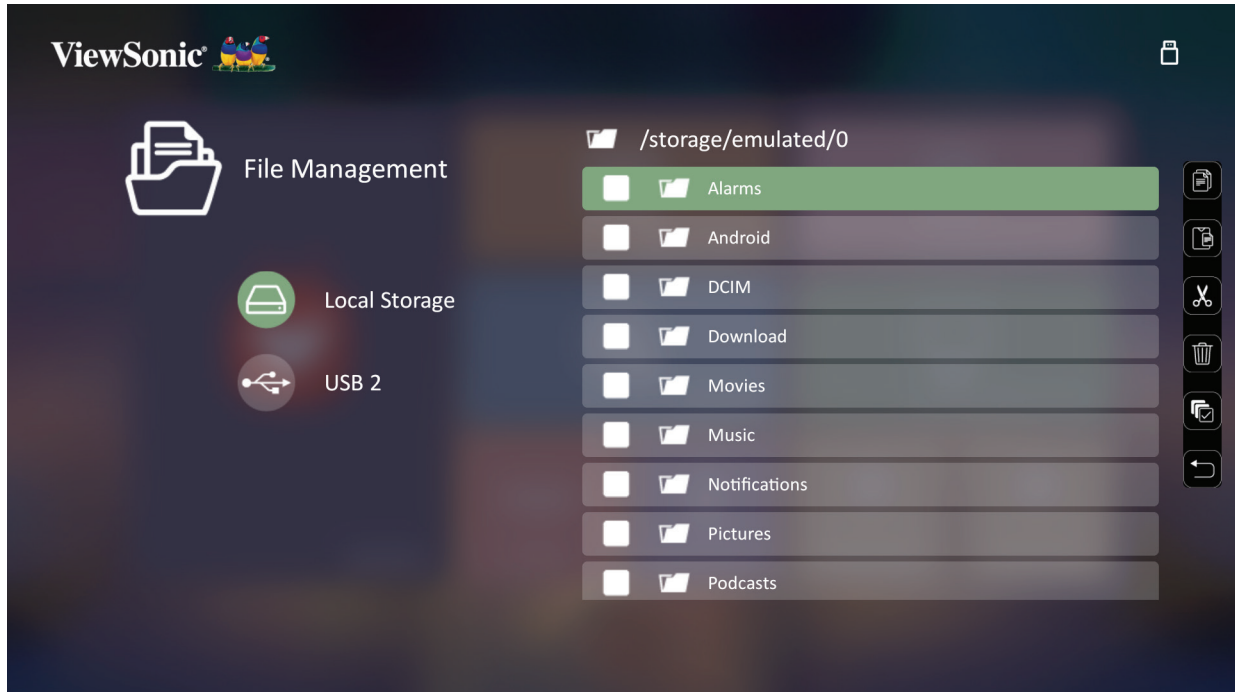 ViewSonic®
File Management
Local Storage
USB 2
/storage/emulated/0
Alarms
Android
DCIM
Download
Movies
Music
Notifications
Pictures
Podcasts